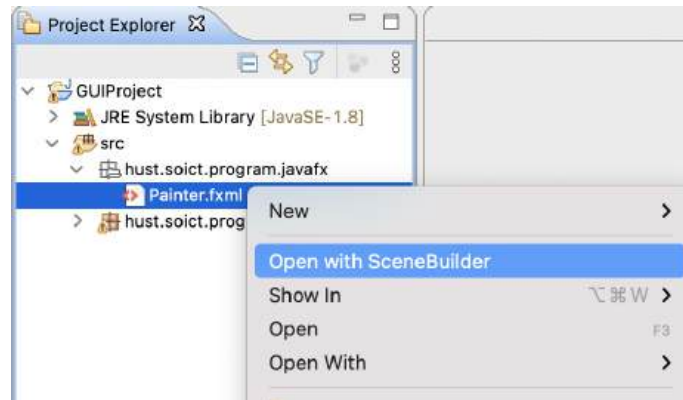 Project Explorer
GUIProject
JRE System Library [JavaSE-1.8]
src
hust.soict.program.javafx
Painter.fxml
hust.soict.prog
New
Open with SceneBuilder
Show In ⌥⌘W
Open F3
Open With